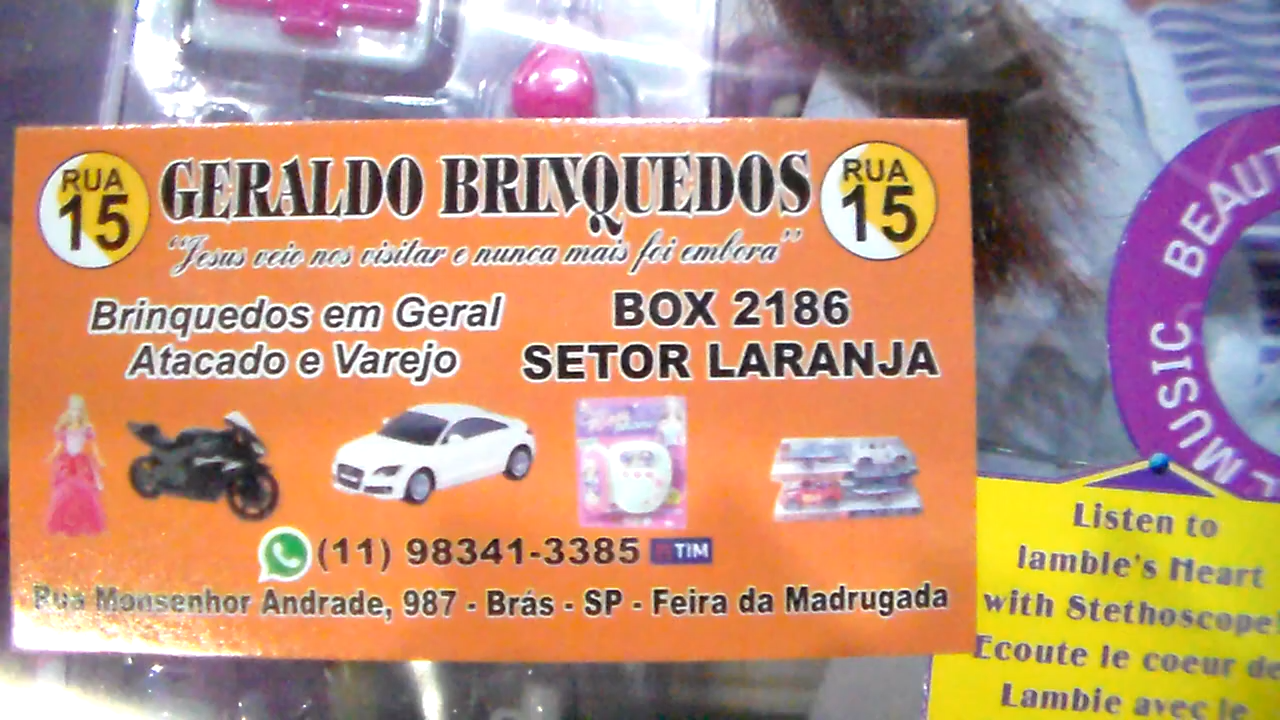 RUA
15
GERALDO BRINQUEDOS
RUA
15
"Jesus veio nos visitar e nunca mais foi embora"
Brinquedos em Geral
Atacado e Varejo
BOX 2186
SETOR LARANJA
(11) 98341-3385 TIM
Rua Monsenhor Andrade, 987 - Brás - SP - Feira da Madrugada
MUSIC BEAUT
Listen to
lambie's Heart
with Stethoscope
Ecoute le coeur de
Lambie avec le